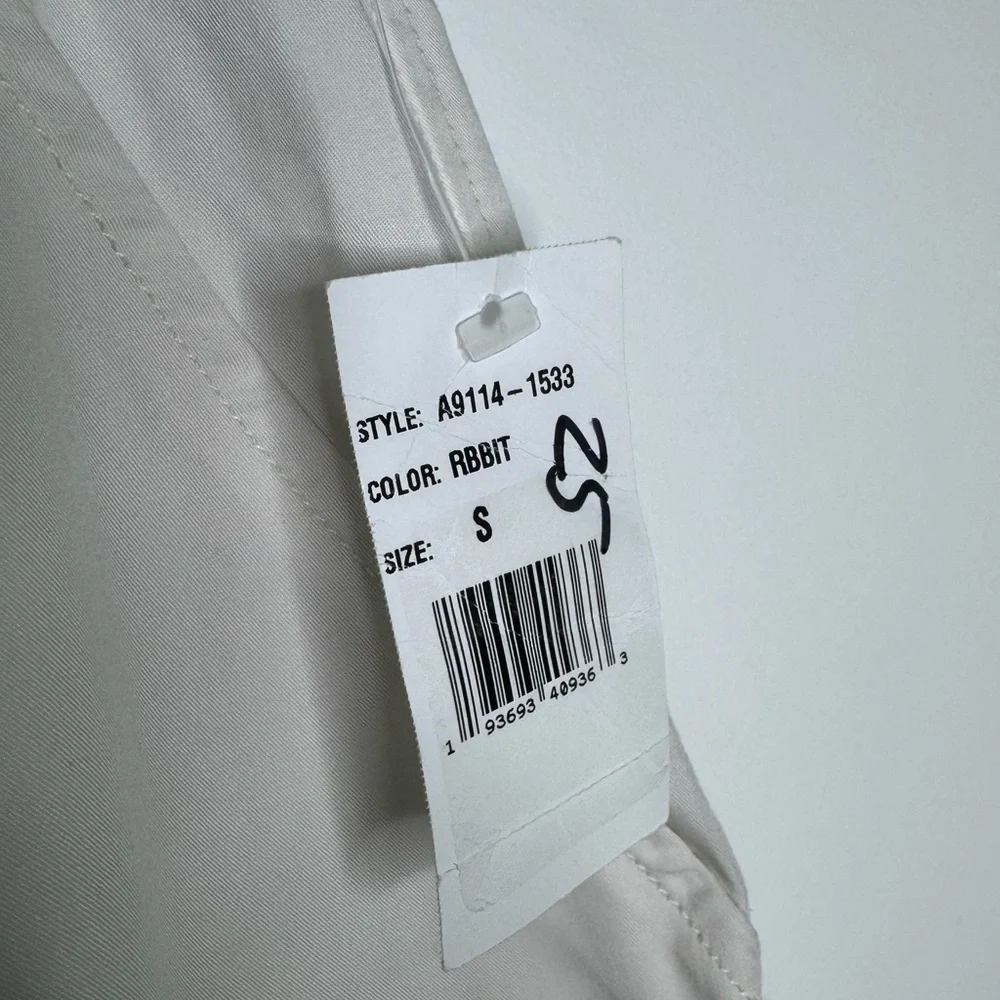 STYLE: A9114-1533
COLOR: RBBIT
25
SIZE: S
1 93693 40936 3